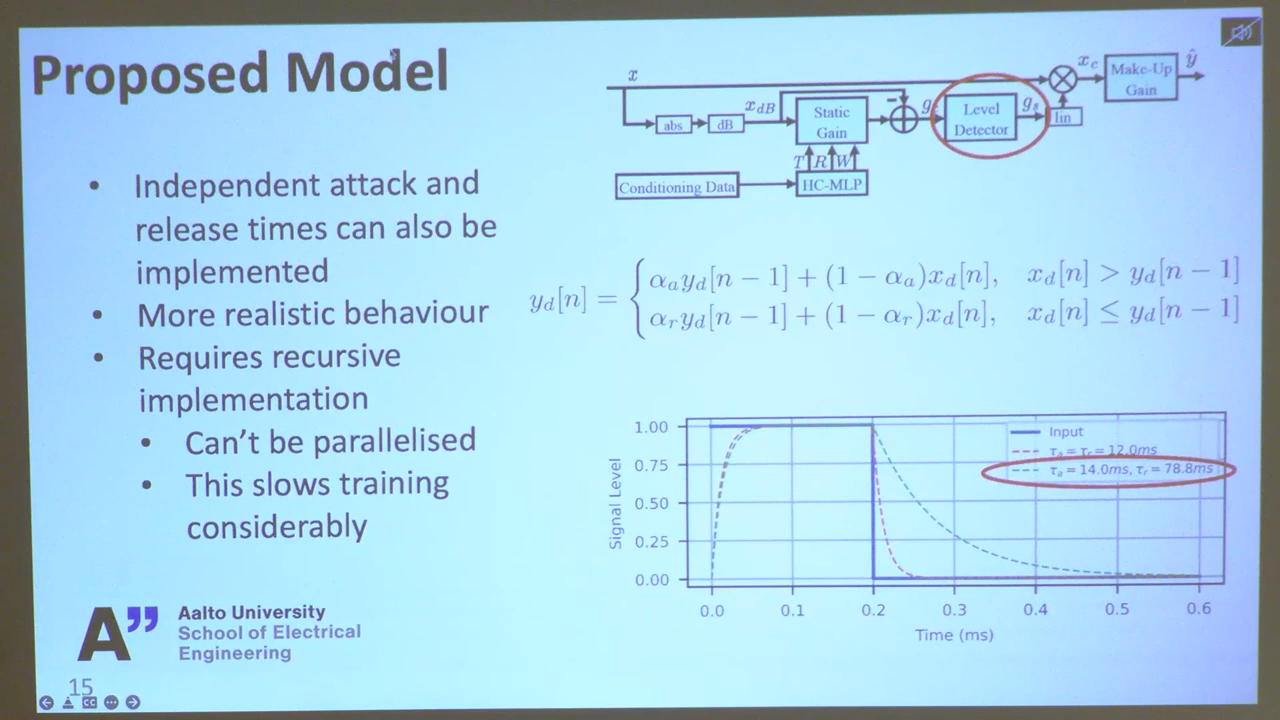 Proposed Model
• Independent attack and
release times can also be
implemented
• More realistic behaviour
• Requires recursive
implementation
• Can't be parallelised
• This slows training
considerably
x
abs
dB
x_dB
Static
Gain
−
Level
Detector
g_s
lin
x_c
Make-Up
Gain
ŷ
T R W
Conditioning Data
HC-MLP
y_d[n] = { α_a y_d[n − 1] + (1 − α_a)x_d[n], x_d[n] > y_d[n − 1]
α_r y_d[n − 1] + (1 − α_r)x_d[n], x_d[n] ≤ y_d[n − 1]
Signal Level
1.00
0.75
0.50
0.25
0.00
Input
τ_a = τ_r = 12.0ms
τ_a = 14.0ms, τ_r = 78.8ms
0.0 0.1 0.2 0.3 0.4 0.5 0.6
Time (ms)
A”
Aalto University
School of Electrical
Engineering
15
CC